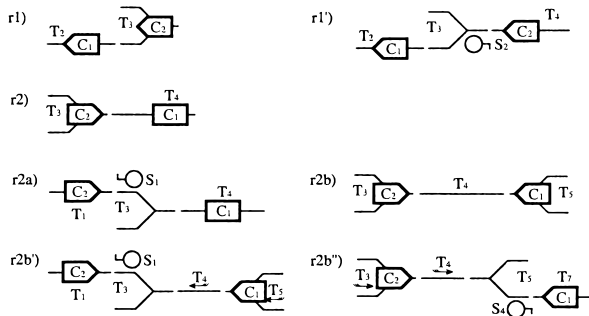 r1) T₂ C₁ T₃ C₂
r1') T₂ C₁ T₃ S₂ C₂ T₄
r2) T₃ C₂ T₄ C₁
r2a) C₂ T₁ S₁ T₃ T₄ C₁
r2b) T₃ C₂ T₄ C₁ T₅
r2b') C₂ T₁ S₁ T₃ T₄ C₁ T₅
r2b'') T₃ C₂ T₄ T₅ S₄ T₇ C₁